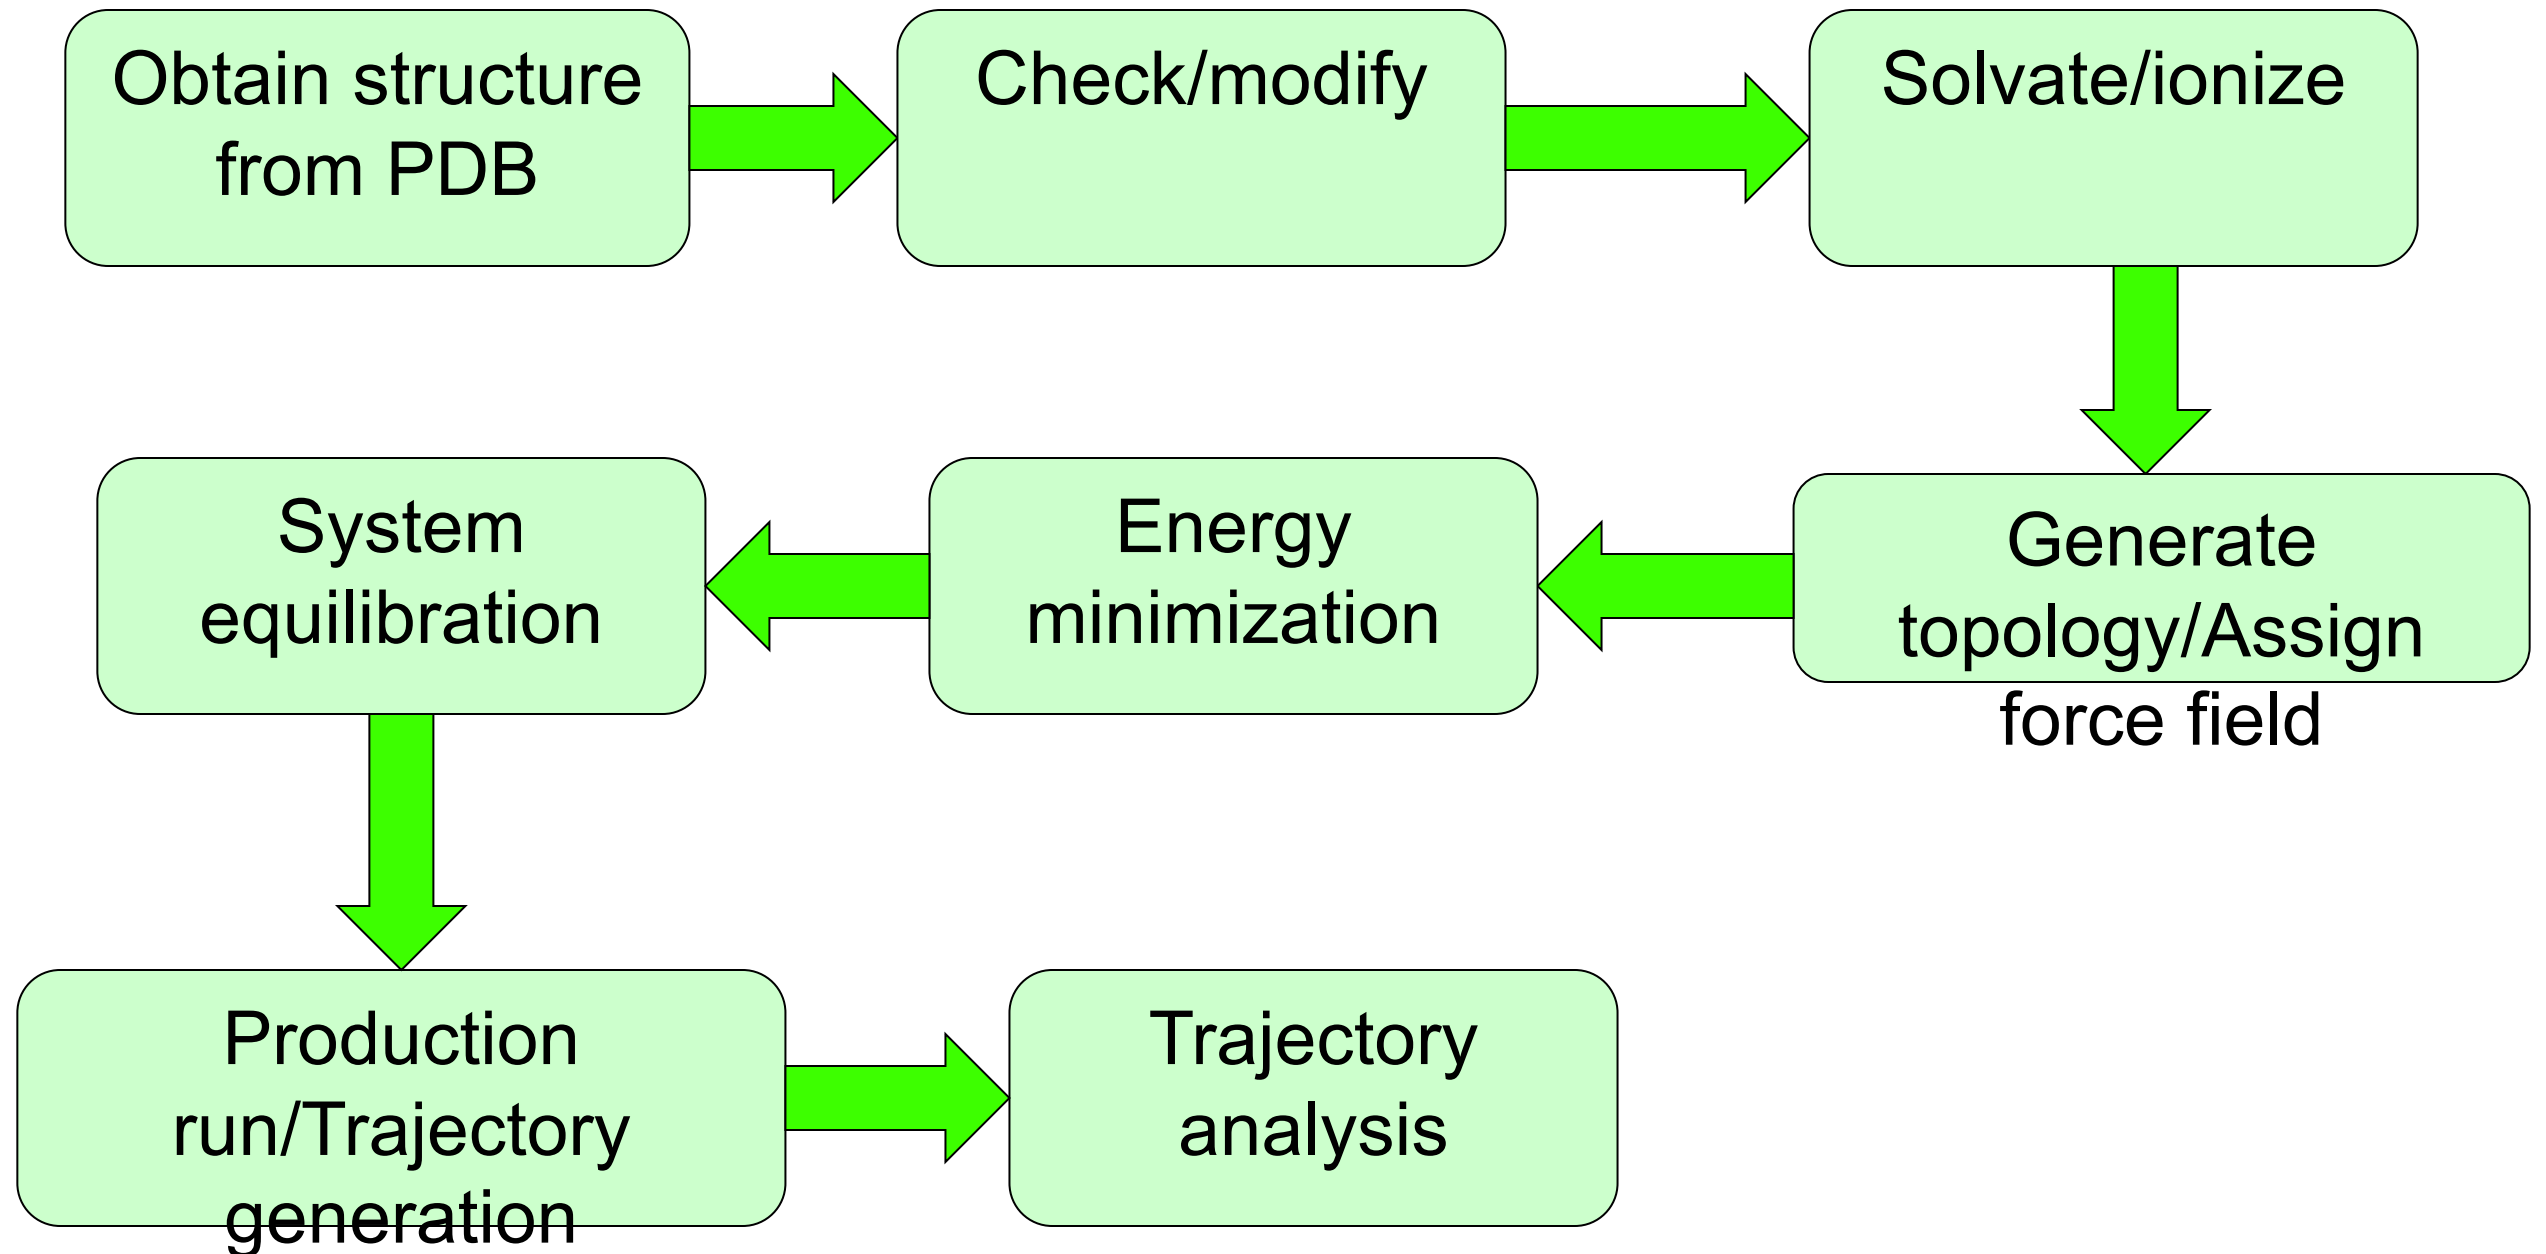 Obtain structure
from PDB
Check/modify
Solvate/ionize
Generate
topology/Assign
force field
Energy
minimization
System
equilibration
Production
run/Trajectory
generation
Trajectory
analysis